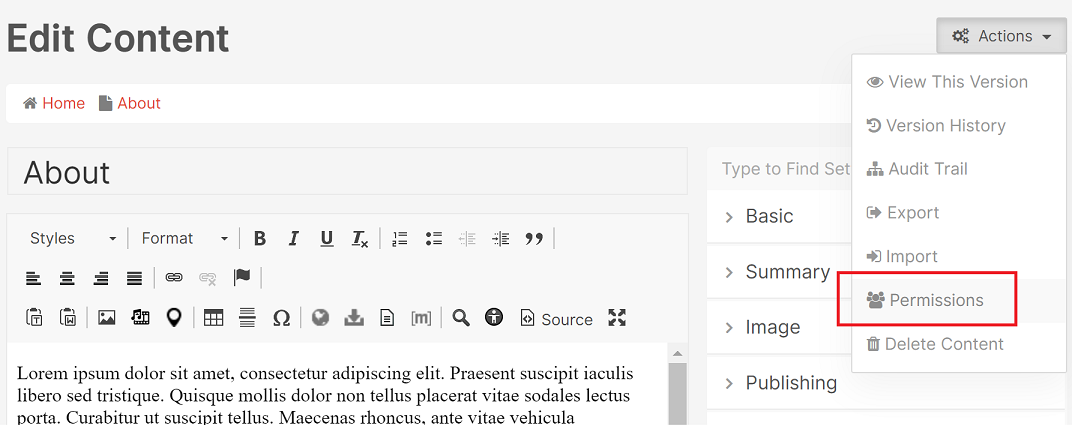 Edit Content
Actions
Home About
View This Version
Version History
Audit Trail
Export
Import
Permissions
Delete Content
About
Type to Find Set
Basic
Summary
Image
Publishing
Styles Format B I U Tx
Source
Lorem ipsum dolor sit amet, consectetur adipiscing elit. Praesent suscipit iaculis
libero sed tristique. Quisque mollis dolor non tellus placerat vitae sodales lectus
porta. Curabitur ut suscipit tellus. Maecenas rhoncus, ante vitae vehicula